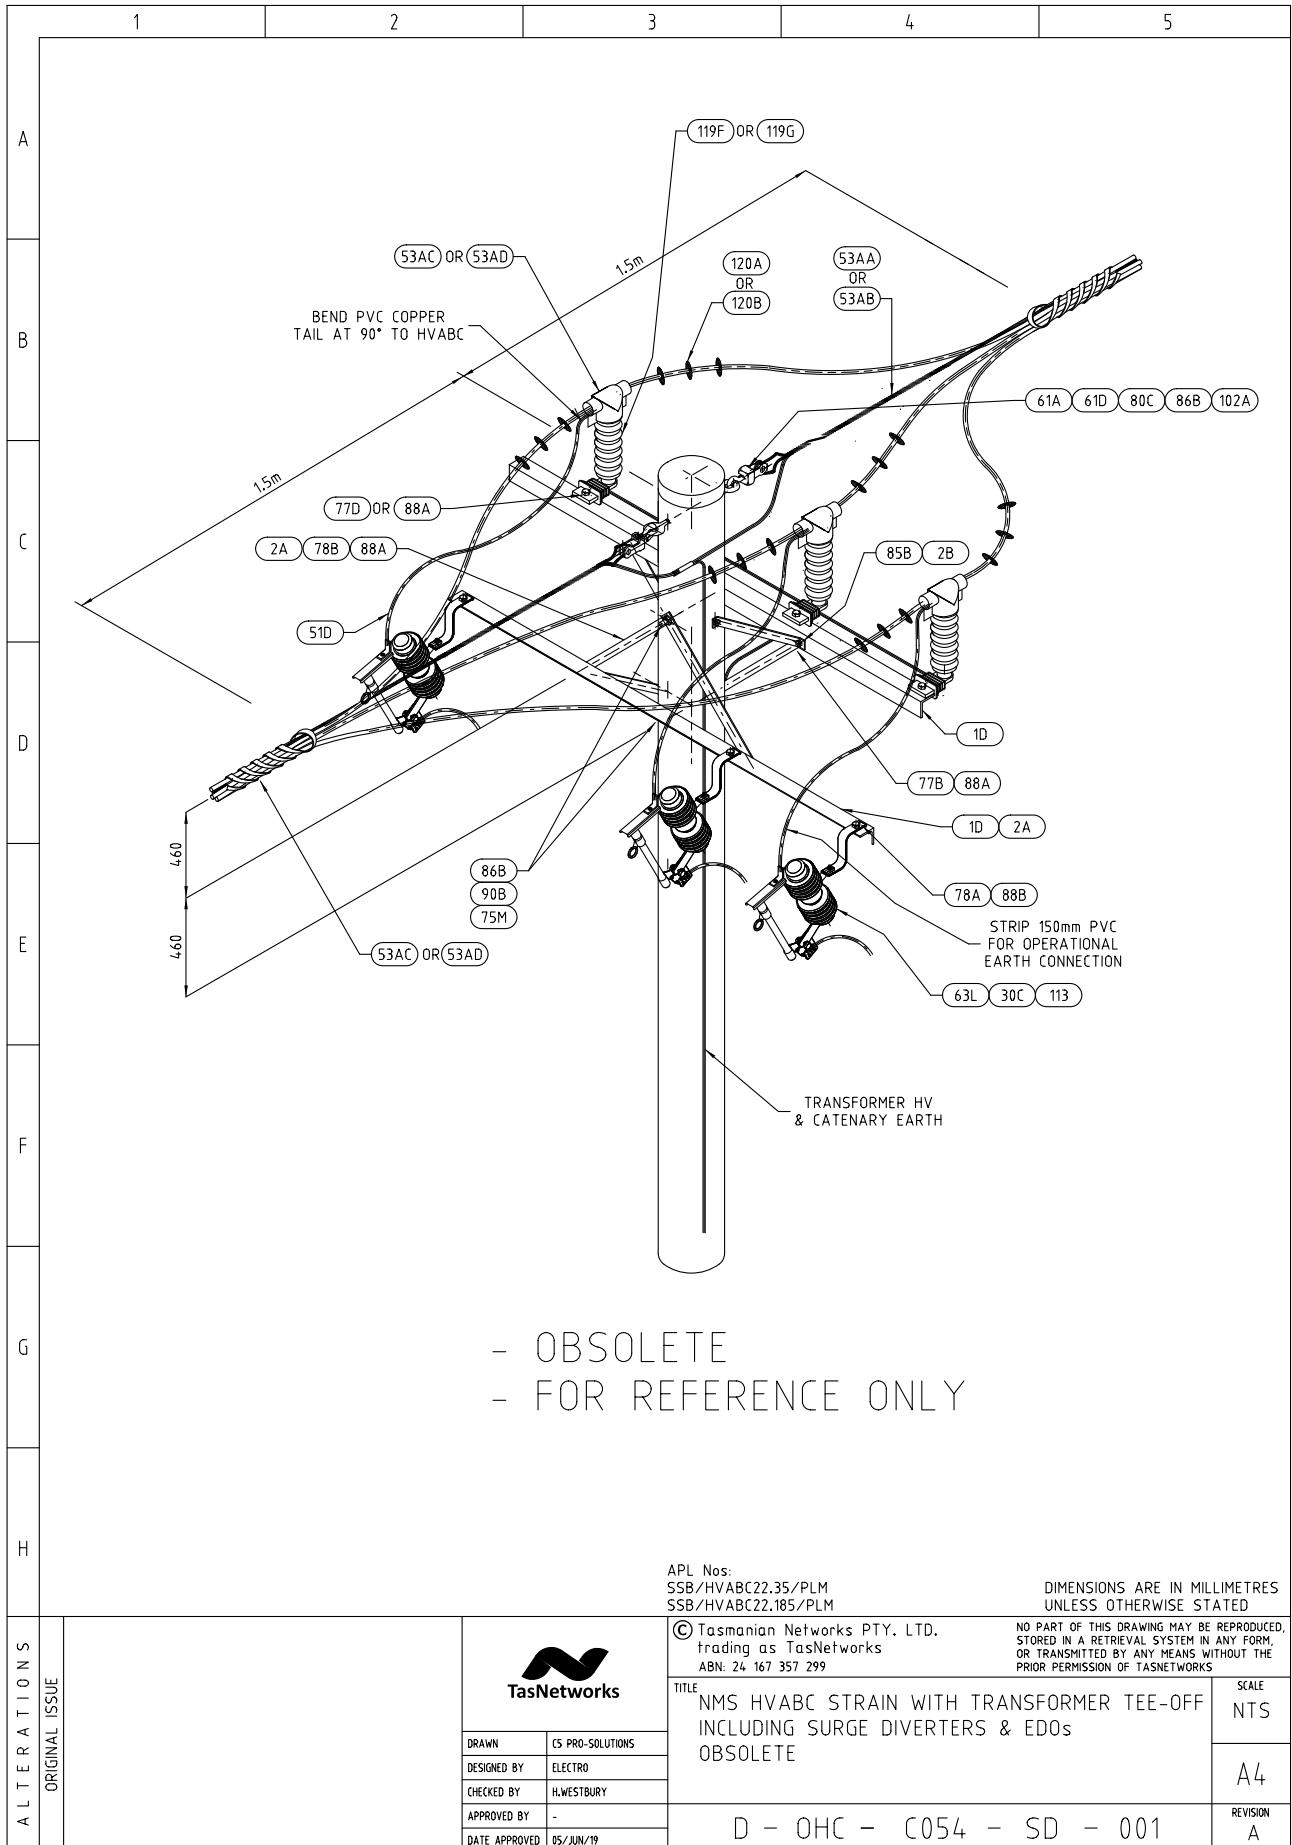 1 2 3 4 5
A
B
C
D
E
F
G
H
119F OR 119G
1.5m
53AC OR 53AD
120A
OR
120B
53AA
OR
53AB
BEND PVC COPPER
TAIL AT 90° TO HVABC
61A 61D 80C 86B 102A
1.5m
77D OR 88A
2A 78B 88A
85B 2B
51D
1D
77B 88A
1D 2A
460
86B
90B
75M
78A 88B
STRIP 150mm PVC
FOR OPERATIONAL
EARTH CONNECTION
460
53AC OR 53AD
63L 30C 113
TRANSFORMER HV
& CATENARY EARTH
- OBSOLETE
- FOR REFERENCE ONLY
APL Nos:
SSB/HVABC22.35/PLM
SSB/HVABC22.185/PLM
DIMENSIONS ARE IN MILLIMETRES
UNLESS OTHERWISE STATED
ALTERATIONS
ORIGINAL ISSUE
TasNetworks
© Tasmanian Networks PTY. LTD.
trading as TasNetworks
ABN: 24 167 357 299
NO PART OF THIS DRAWING MAY BE REPRODUCED,
STORED IN A RETRIEVAL SYSTEM IN ANY FORM,
OR TRANSMITTED BY ANY MEANS WITHOUT THE
PRIOR PERMISSION OF TASNETWORKS
TITLE
NMS HVABC STRAIN WITH TRANSFORMER TEE-OFF
INCLUDING SURGE DIVERTERS & EDOs
OBSOLETE
SCALE
NTS
A4
DRAWN C5 PRO-SOLUTIONS
DESIGNED BY ELECTRO
CHECKED BY H.WESTBURY
APPROVED BY -
DATE APPROVED 05/JUN/19
D - OHC - C054 - SD - 001
REVISION
A